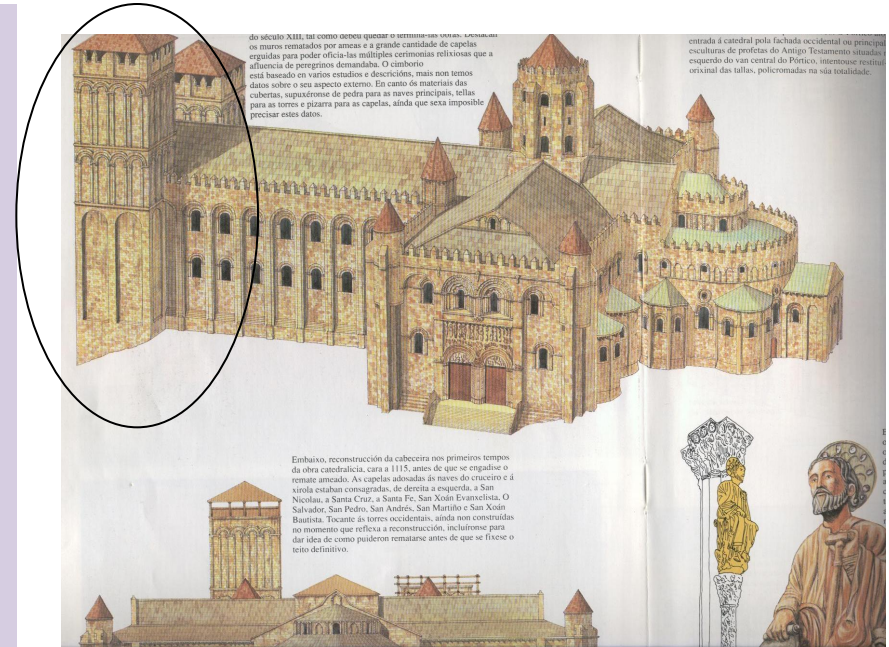 do século XIII, tal como debeu quedar ó termina-las obras. Destacan
os muros rematados por ameas e a grande cantidade de capelas
erguidas para poder oficia-las múltiples cerimonias relixiosas que a
afluencia de peregrinos demandaba. O cimborio
está baseado en varios estudios e descricións, mais non temos
datos sobre o seu aspecto externo. En canto ós materiais das
cubertas, supuxéronse de pedra para as naves principais, tellas
para as torres e pizarra para as capelas, aínda que sexa imposible
precisar estes datos.
entrada á catedral pola fachada occidental ou principal
esculturas de profetas do Antigo Testamento situadas
esquerdo do van central do Pórtico, intentouse
orixinal das tallas, policromadas na súa totalidade.
Embaixo, reconstrucción da cabeceira nos primeiros tempos
da obra catedralicia, cara a 1115, antes de que se engadise o
remate ameado. As capelas adosadas ás naves do cruceiro e á
xirola estaban consagradas, de dereita a esquerda, a San
Nicolau, a Santa Cruz, a Santa Fe, San Xoán Evanxelista, O
Salvador, San Pedro, San Andrés, San Martiño e San Xoán
Bautista. Tocante ás torres occidentais, aínda non construídas
no momento que reflexa a reconstrucción, incluíronse para
dar idea de como puideron rematarse antes de que se fixese o
teito definitivo.